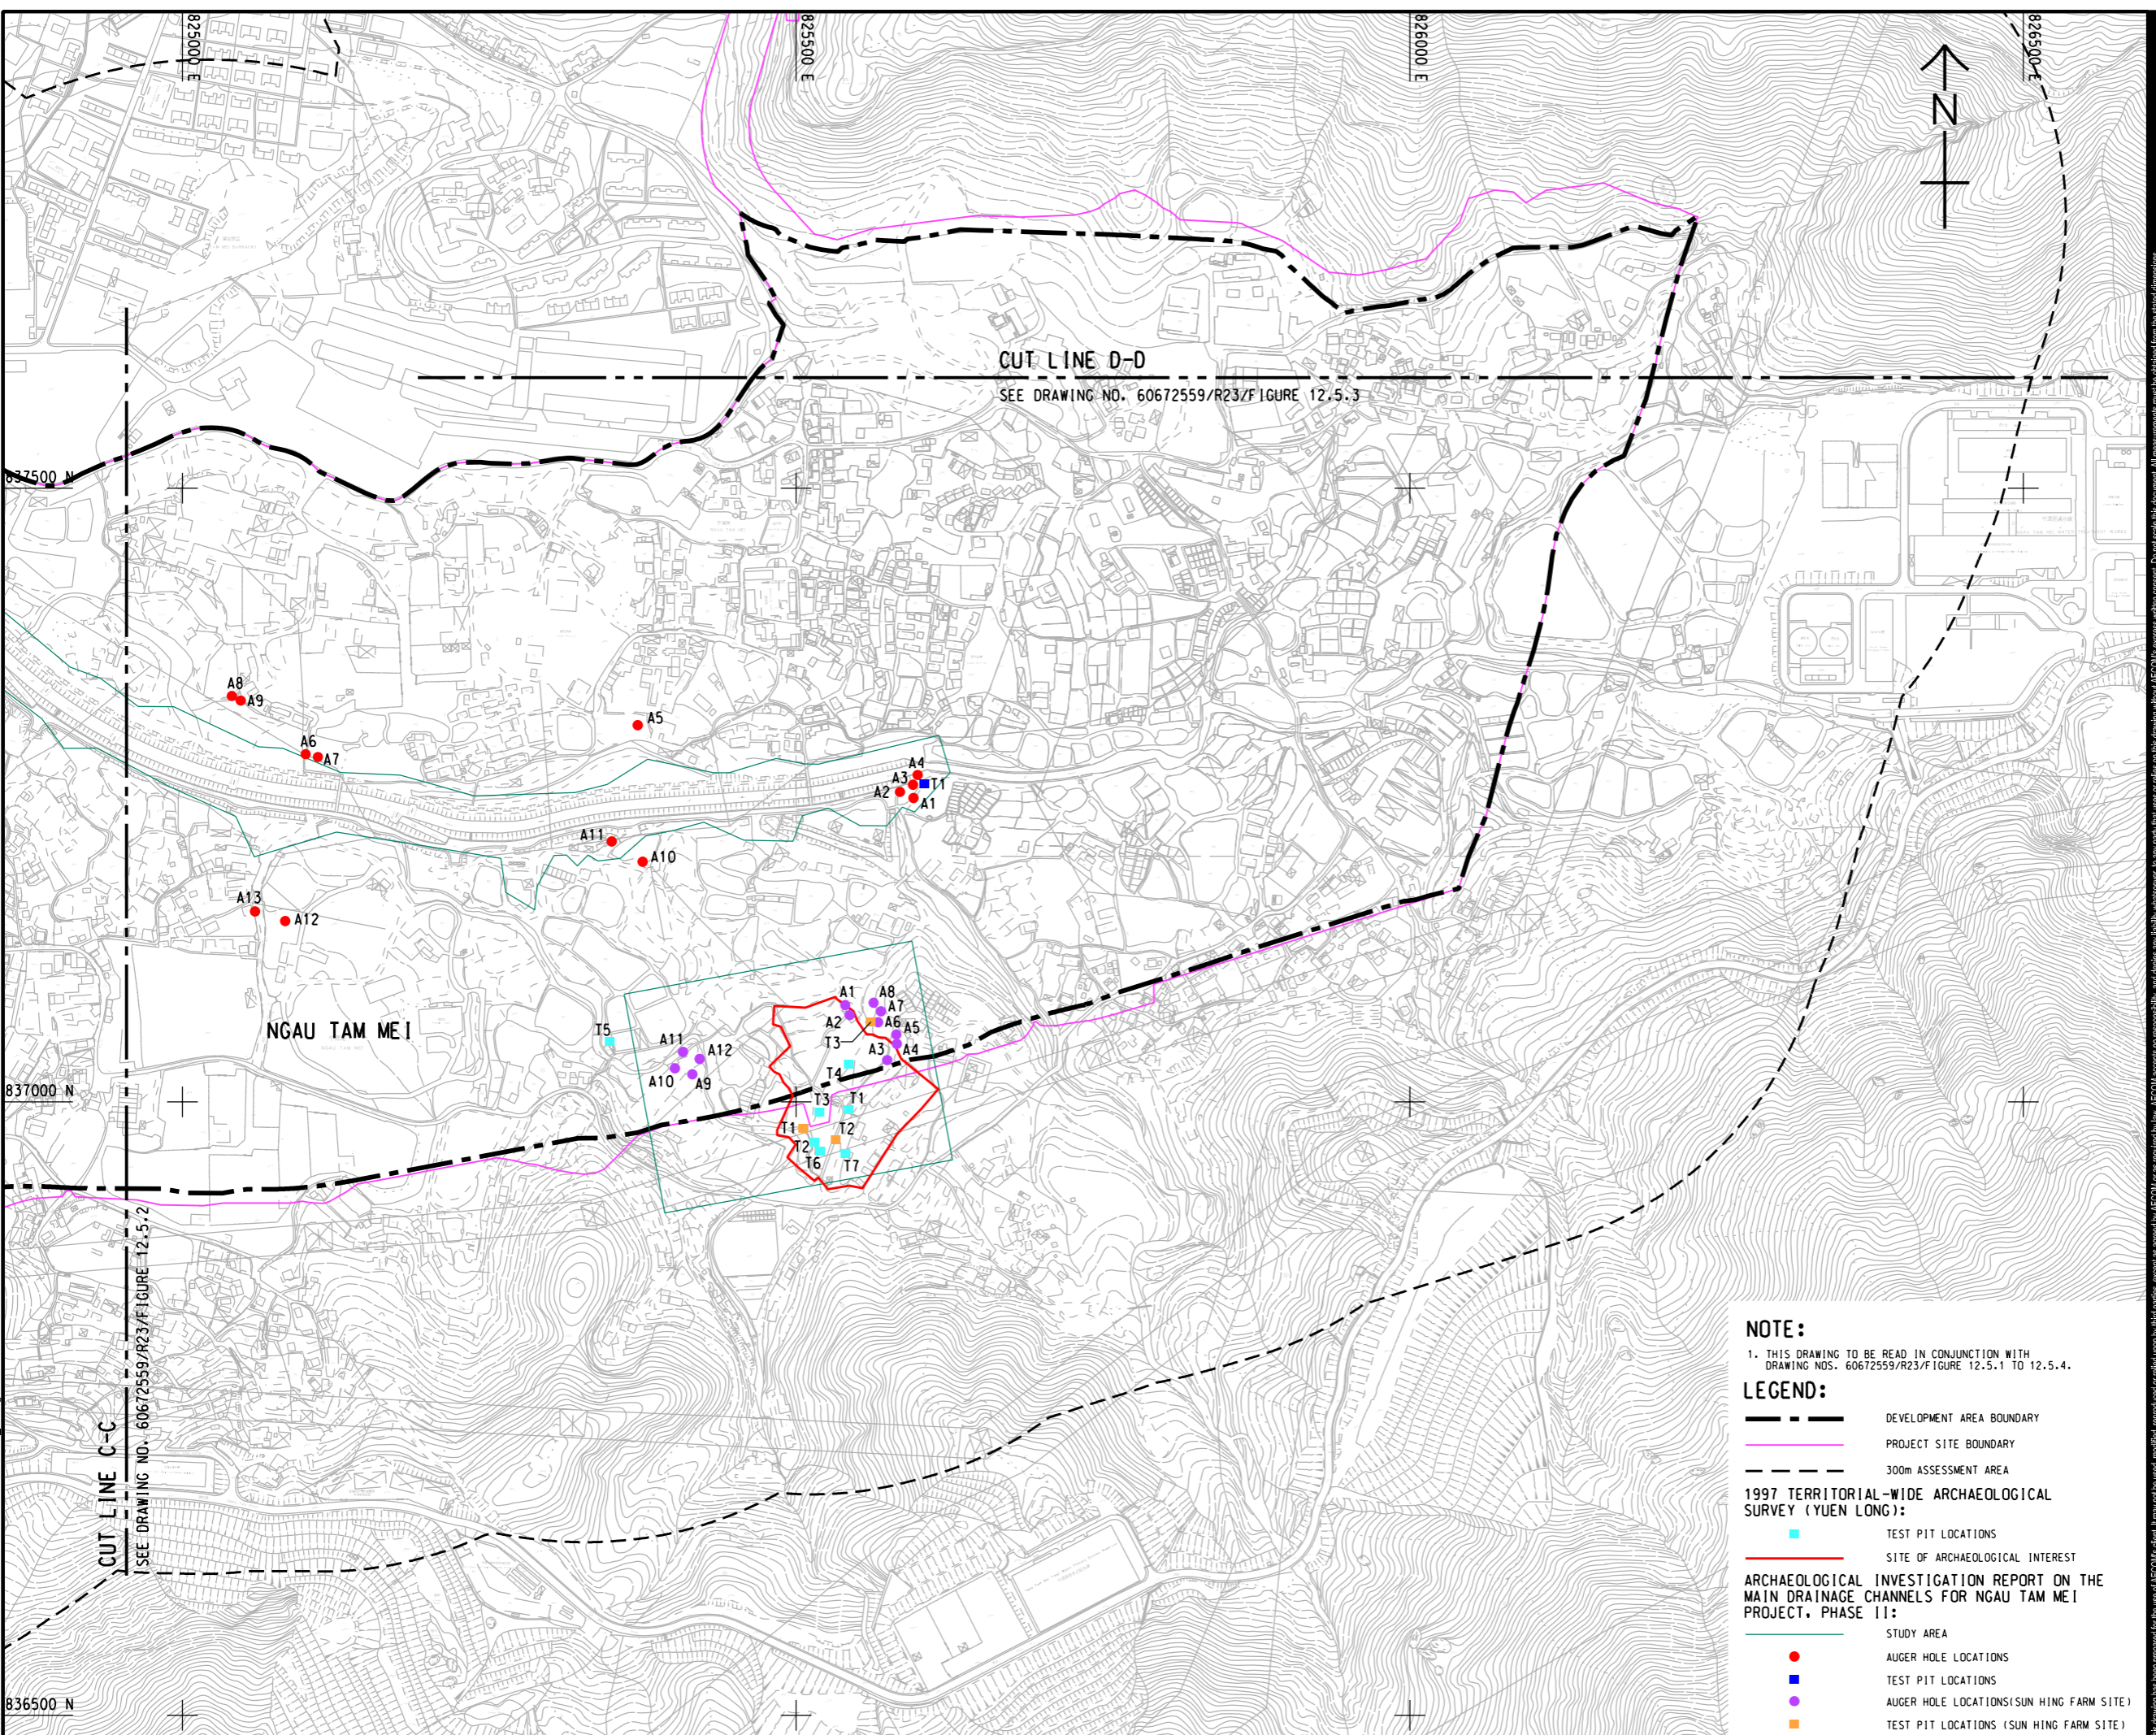 825000 E
825500 E
826000 E
826500 E
N
CUT LINE D-D
SEE DRAWING NO. 60672559/R23/FIGURE 12.5.3
837500 N
A8
A9
A5
A6
A7
A4
A3
T1
A2
A1
A11
A10
A13
A12
NGAU TAM MEI
T5
A11
A12
A10
A9
A1
A8
A7
A2
A6
A5
T3
A4
A3
T4
837000 N
T3
T1
T1
T2
T2
T6
T7
CUT LINE C-C
SEE DRAWING NO. 60672559/R23/FIGURE 12.5.2
836500 N
NOTE:
1. THIS DRAWING TO BE READ IN CONJUNCTION WITH
DRAWING NOS. 60672559/R23/FIGURE 12.5.1 TO 12.5.4.
LEGEND:
DEVELOPMENT AREA BOUNDARY
PROJECT SITE BOUNDARY
300m ASSESSMENT AREA
1997 TERRITORIAL-WIDE ARCHAEOLOGICAL
SURVEY (YUEN LONG):
TEST PIT LOCATIONS
SITE OF ARCHAEOLOGICAL INTEREST
ARCHAEOLOGICAL INVESTIGATION REPORT ON THE
MAIN DRAINAGE CHANNELS FOR NGAU TAM MEI
PROJECT, PHASE II:
STUDY AREA
AUGER HOLE LOCATIONS
TEST PIT LOCATIONS
AUGER HOLE LOCATIONS(SUN HING FARM SITE)
TEST PIT LOCATIONS (SUN HING FARM SITE)